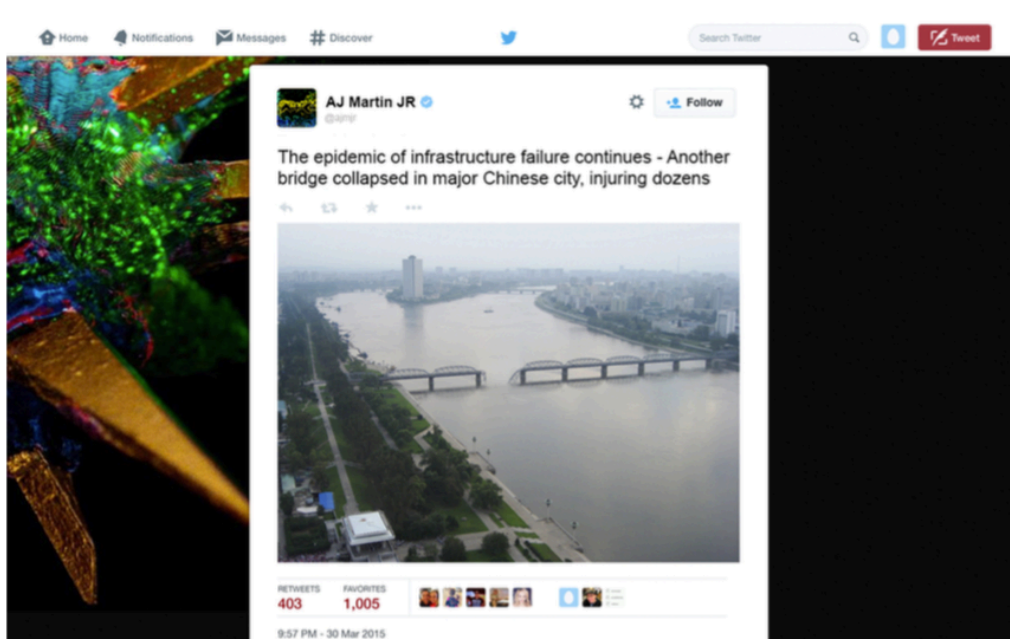 Home Notifications Messages Discover Search Twitter Tweet
AJ Martin JR
@ajmjr
Follow
The epidemic of infrastructure failure continues - Another
bridge collapsed in major Chinese city, injuring dozens
RETWEETS FAVORITES
403 1,005
9:57 PM - 30 Mar 2015